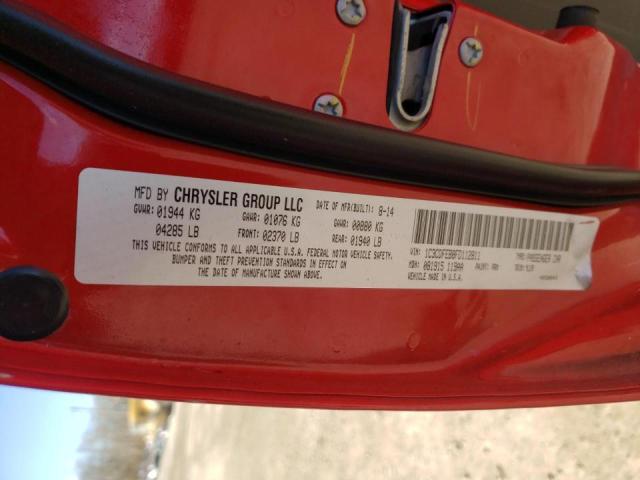 MFD BY CHRYSLER GROUP LLC DATE OF MFR(BUILT): 8-14
GVWR: 01944 KG GAWR: 01076 KG GAWR: 00880 KG
04285 LB FRONT: 02370 LB REAR: 01940 LB
THIS VEHICLE CONFORMS TO ALL APPLICABLE U.S.A. FEDERAL MOTOR VEHICLE SAFETY,
BUMPER AND THEFT PREVENTION STANDARDS IN EFFECT ON
THE DATE OF MANUFACTURE SHOWN ABOVE.
VIN: TYPE: PASSENGER CAR
MDH: PAINT:
VEHICLE MADE IN U.S.A.